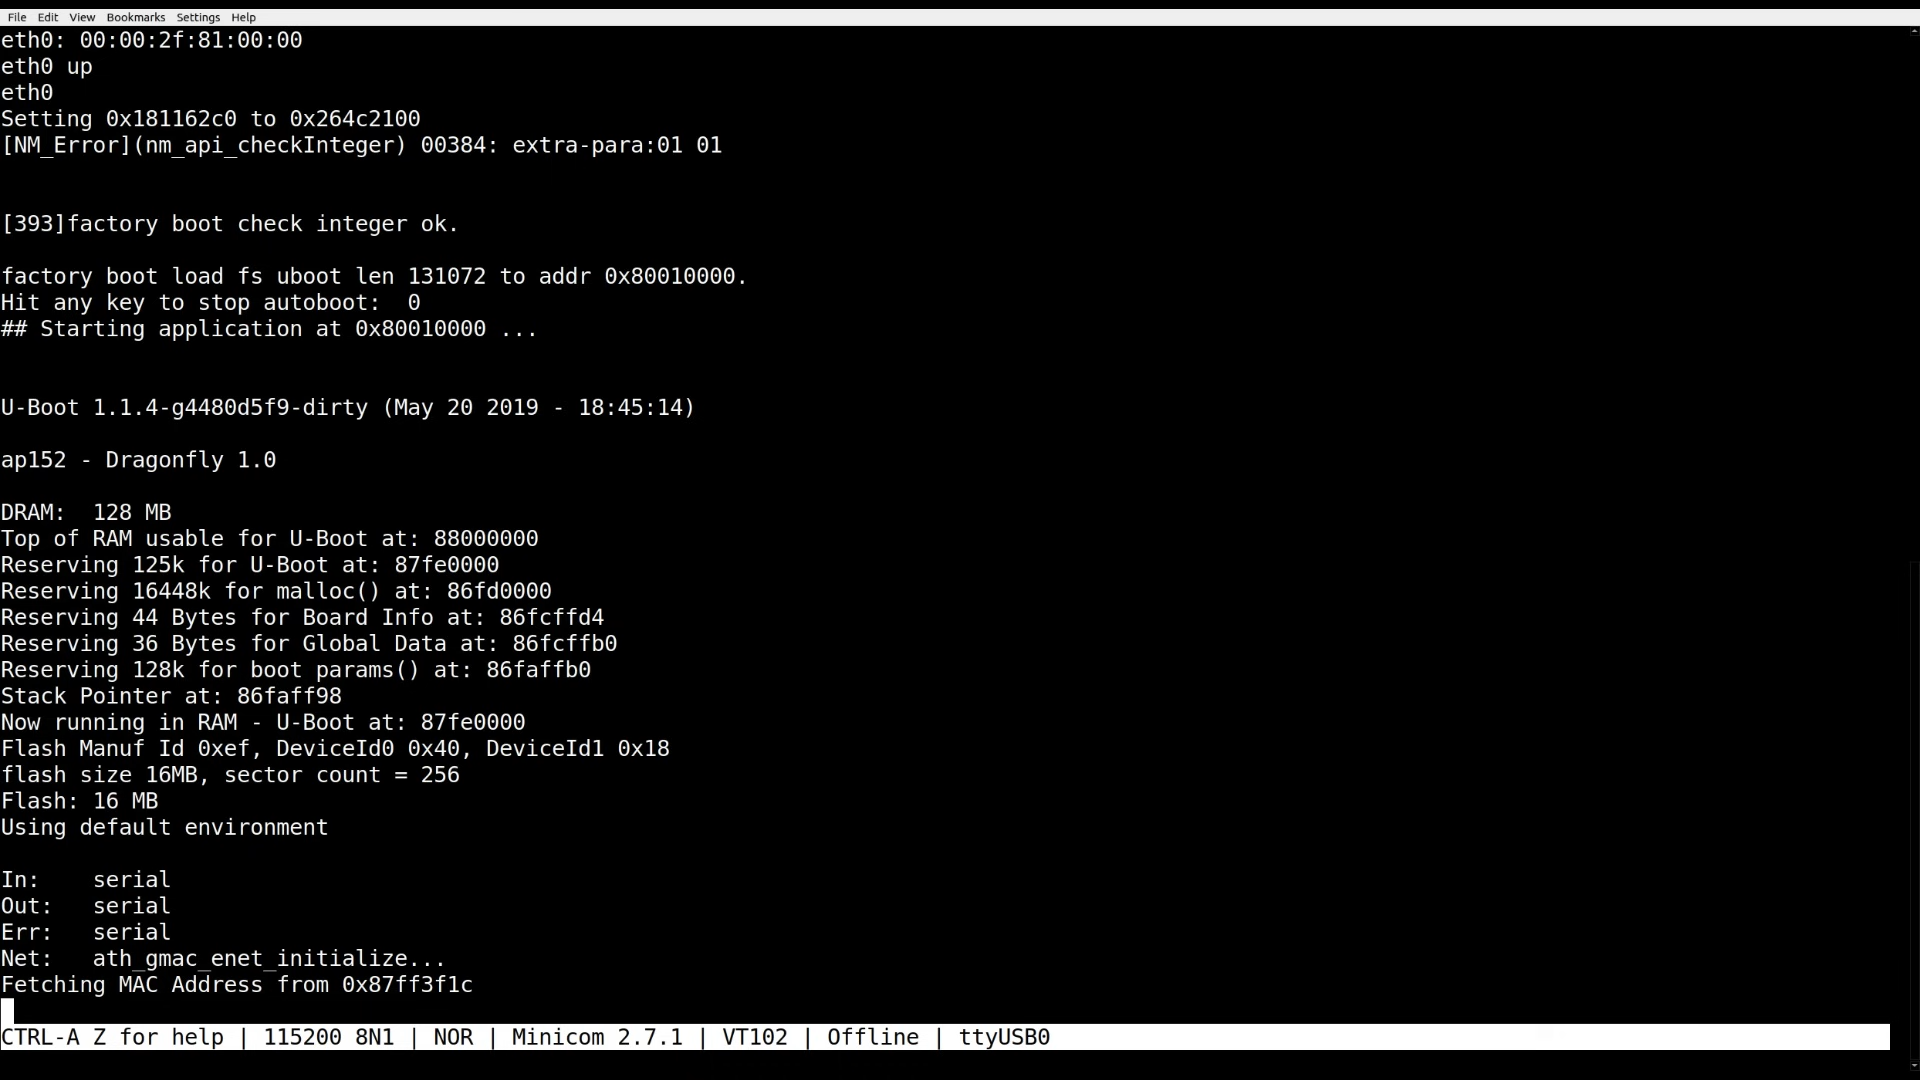 File Edit View Bookmarks Settings Help
eth0: 00:00:2f:81:00:00
eth0 up
eth0
Setting 0x181162c0 to 0x264c2100
[NM_Error](nm_api_checkInteger) 00384: extra-para:01 01
[393]factory boot check integer ok.
factory boot load fs uboot len 131072 to addr 0x80010000.
Hit any key to stop autoboot:  0
## Starting application at 0x80010000 ...
U-Boot 1.1.4-g4480d5f9-dirty (May 20 2019 - 18:45:14)
ap152 - Dragonfly 1.0
DRAM:  128 MB
Top of RAM usable for U-Boot at: 88000000
Reserving 125k for U-Boot at: 87fe0000
Reserving 16448k for malloc() at: 86fd0000
Reserving 44 Bytes for Board Info at: 86fcffd4
Reserving 36 Bytes for Global Data at: 86fcffb0
Reserving 128k for boot params() at: 86faffb0
Stack Pointer at: 86faff98
Now running in RAM - U-Boot at: 87fe0000
Flash Manuf Id 0xef, DeviceId0 0x40, DeviceId1 0x18
flash size 16MB, sector count = 256
Flash: 16 MB
Using default environment
In:    serial
Out:   serial
Err:   serial
Net:   ath_gmac_enet_initialize...
Fetching MAC Address from 0x87ff3f1c
CTRL-A Z for help | 115200 8N1 | NOR | Minicom 2.7.1 | VT102 | Offline | ttyUSB0